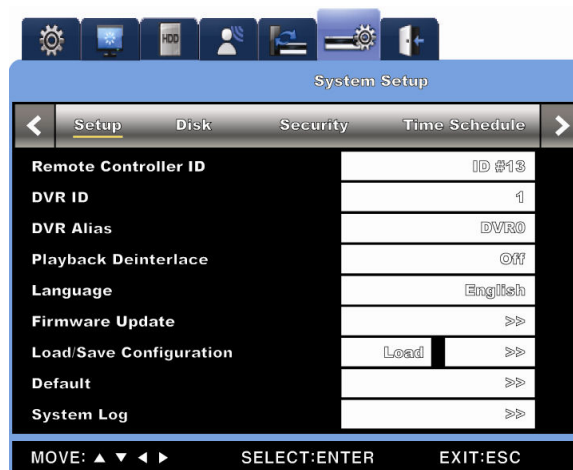 HDD
System Setup
Setup Disk Security Time Schedule
Remote Controller ID ID #13
DVR ID 1
DVR Alias DVR0
Playback Deinterlace Off
Language English
Firmware Update >>
Load/Save Configuration Load >>
Default >>
System Log >>
MOVE: ▲ ▼ ◀ ▶ SELECT:ENTER EXIT:ESC